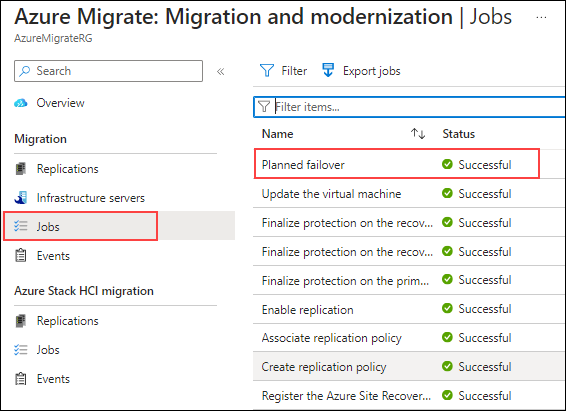 Azure Migrate: Migration and modernization | Jobs ...
AzureMigrateRG
Search
«
Filter
Export jobs
Overview
Filter items...
Migration
Name
Status
Replications
Planned failover
Successful
Infrastructure servers
Update the virtual machine
Successful
Jobs
Finalize protection on the recov...
Successful
Events
Finalize protection on the recov...
Successful
Azure Stack HCI migration
Finalize protection on the prim...
Successful
Replications
Enable replication
Successful
Jobs
Associate replication policy
Successful
Events
Create replication policy
Successful
Register the Azure Site Recover...
Successful